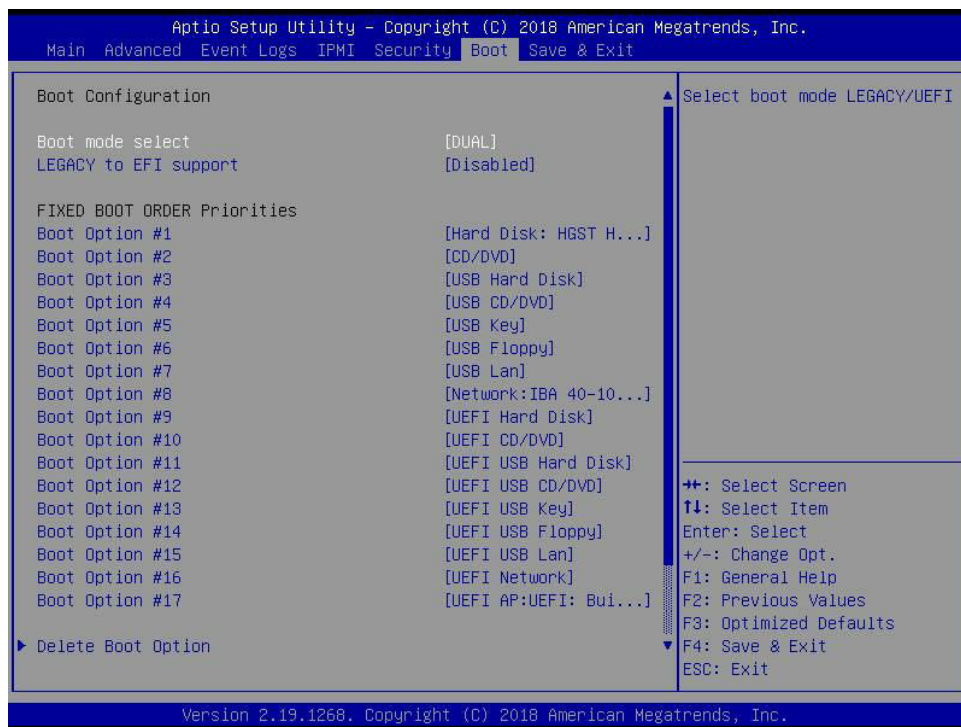 Aptio Setup Utility – Copyright (C) 2018 American Megatrends, Inc.
Main Advanced Event Logs IPMI Security Boot Save & Exit
Boot Configuration
Boot mode select [DUAL]
LEGACY to EFI support [Disabled]
FIXED BOOT ORDER Priorities
Boot Option #1 [Hard Disk: HGST H...]
Boot Option #2 [CD/DVD]
Boot Option #3 [USB Hard Disk]
Boot Option #4 [USB CD/DVD]
Boot Option #5 [USB Key]
Boot Option #6 [USB Floppy]
Boot Option #7 [USB Lan]
Boot Option #8 [Network:IBA 40-10...]
Boot Option #9 [UEFI Hard Disk]
Boot Option #10 [UEFI CD/DVD]
Boot Option #11 [UEFI USB Hard Disk]
Boot Option #12 [UEFI USB CD/DVD]
Boot Option #13 [UEFI USB Key]
Boot Option #14 [UEFI USB Floppy]
Boot Option #15 [UEFI USB Lan]
Boot Option #16 [UEFI Network]
Boot Option #17 [UEFI AP:UEFI: Bui...]
Delete Boot Option
Select boot mode LEGACY/UEFI
→←: Select Screen
↑↓: Select Item
Enter: Select
+/-: Change Opt.
F1: General Help
F2: Previous Values
F3: Optimized Defaults
F4: Save & Exit
ESC: Exit
Version 2.19.1268. Copyright (C) 2018 American Megatrends, Inc.